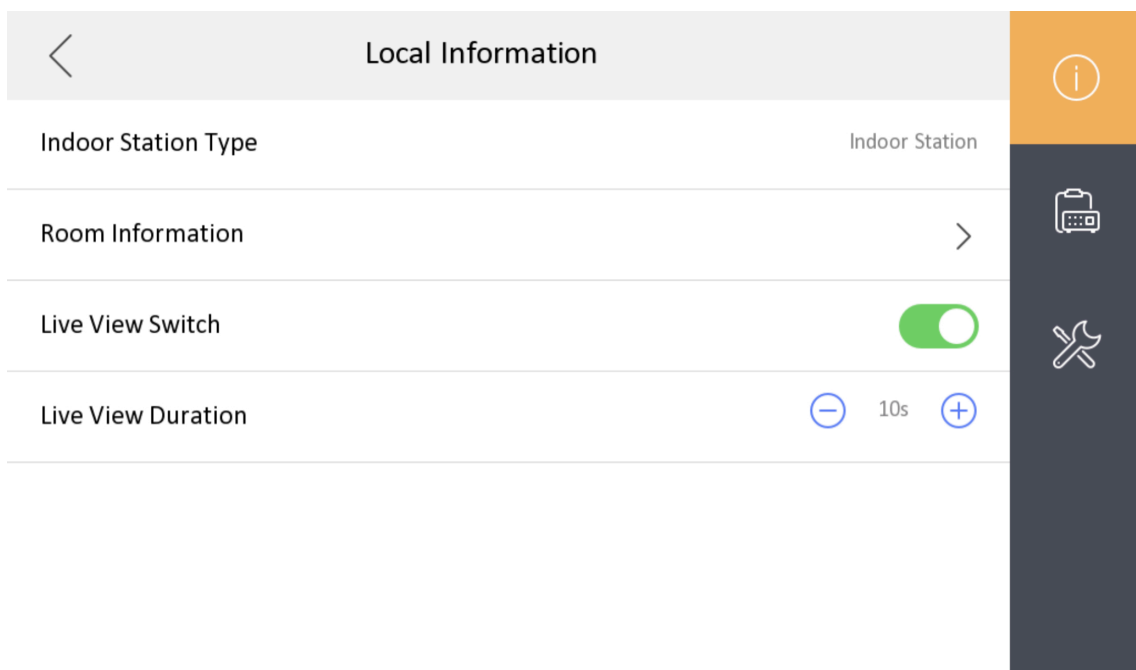 Local Information
Indoor Station Type Indoor Station
Room Information
Live View Switch
Live View Duration 10s